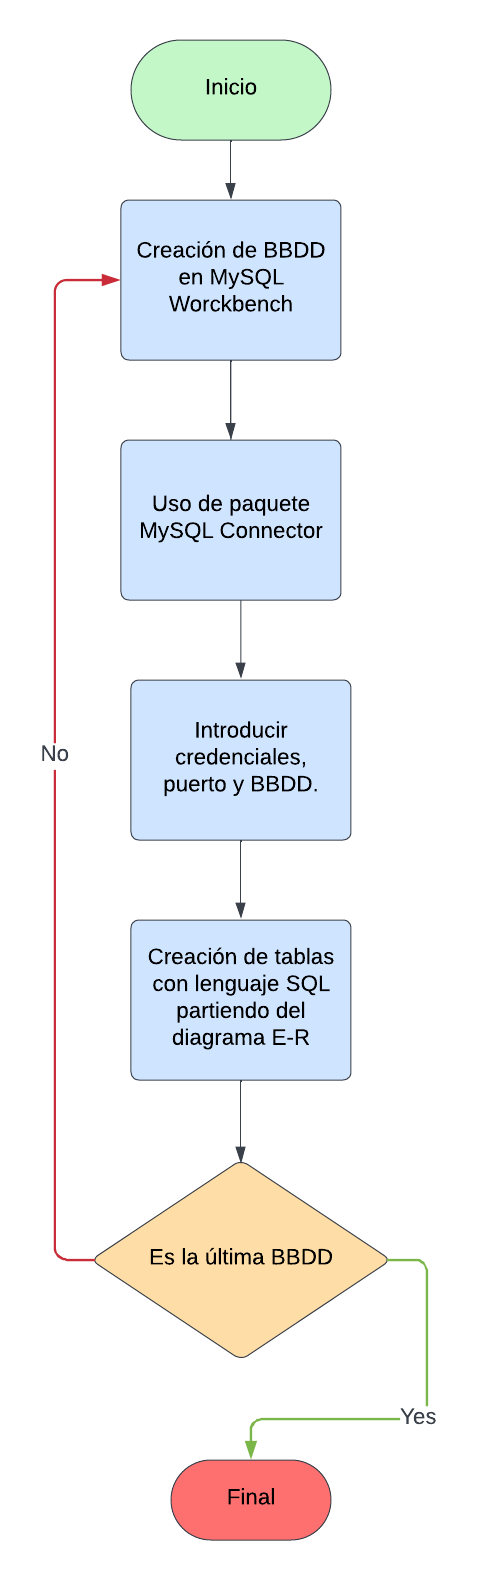 Inicio
Creación de BBDD
en MySQL
Worckbench
Uso de paquete
MySQL Connector
Introducir
credenciales,
puerto y BBDD.
No
Creación de tablas
con lenguaje SQL
partiendo del
diagrama E-R
Es la última BBDD
Yes
Final